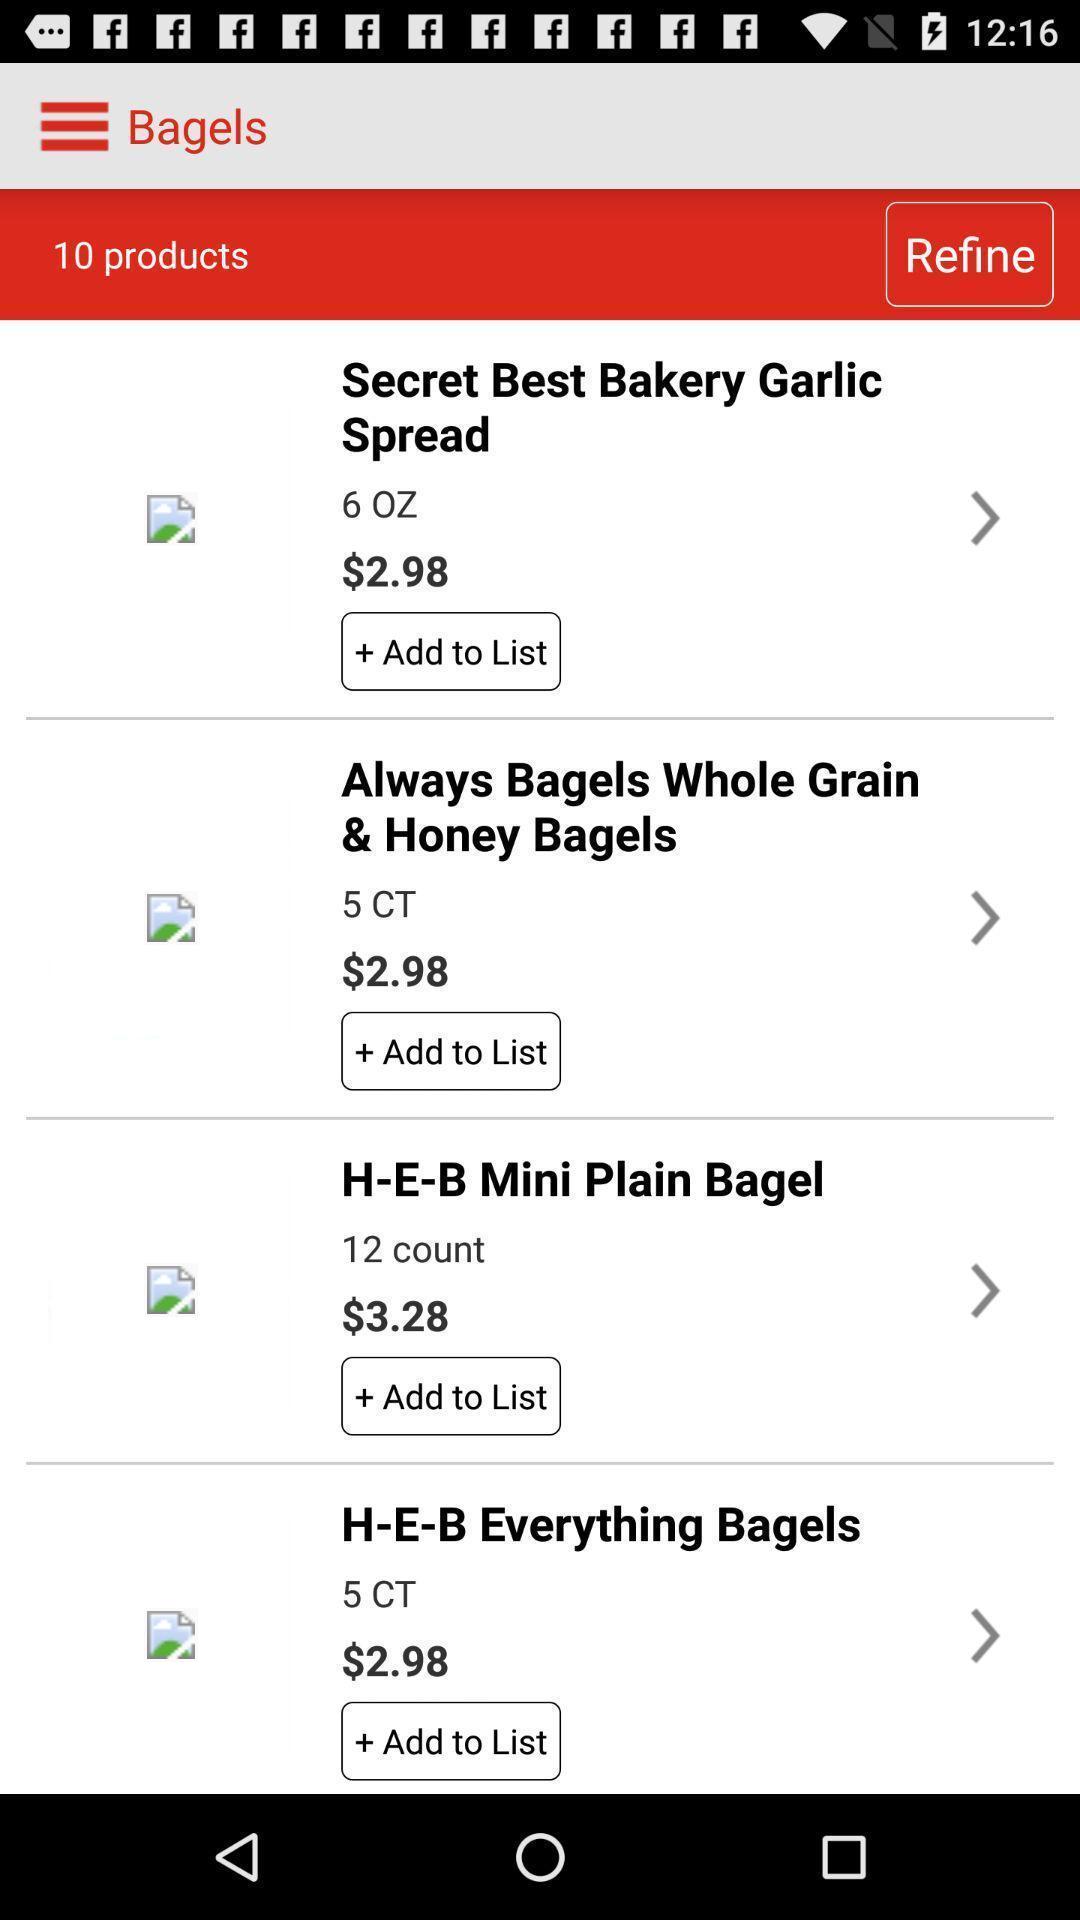 12:16
Bagels
10 products
Refine
Secret Best Bakery Garlic
Spread
6 OZ
$2.98
+ Add to List
Always Bagels Whole Grain
& Honey Bagels
5 CT
$2.98
+ Add to List
H-E-B Mini Plain Bagel
12 count
$3.28
+ Add to List
H-E-B Everything Bagels
5 CT
$2.98
+ Add to List